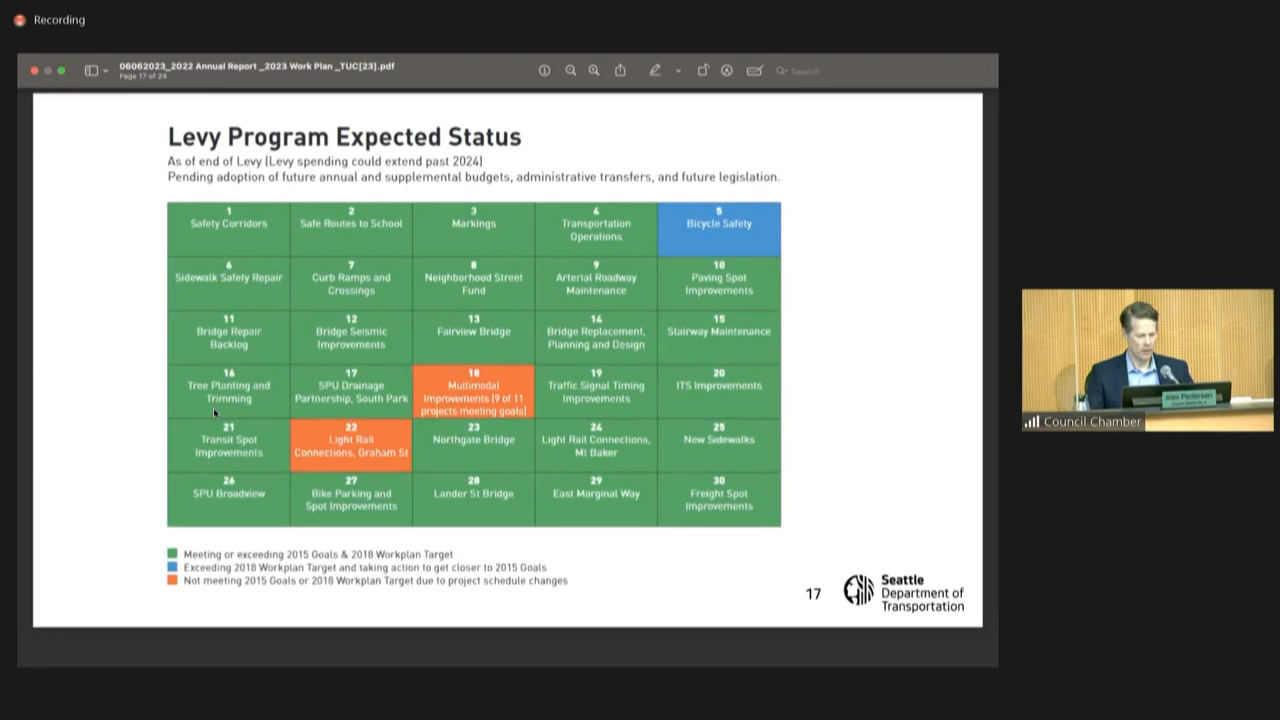 Recording
06062023_2022 Annual Report _2023 Work Plan _TUC[23].pdf
Page 17 of 24
Search
Levy Program Expected Status
As of end of Levy (Levy spending could extend past 2024)
Pending adoption of future annual and supplemental budgets, administrative transfers, and future legislation.
1
Safety Corridors
2
Safe Routes to School
3
Markings
4
Transportation
Operations
5
Bicycle Safety
6
Sidewalk Safety Repair
7
Curb Ramps and
Crossings
8
Neighborhood Street
Fund
9
Arterial Roadway
Maintenance
10
Paving Spot
Improvements
11
Bridge Repair
Backlog
12
Bridge Seismic
Improvements
13
Fairview Bridge
14
Bridge Replacement,
Planning and Design
15
Stairway Maintenance
16
Tree Planting and
Trimming
17
SPU Drainage
Partnership, South Park
18
Multimodal
Improvements (9 of 11
projects meeting goals)
19
Traffic Signal Timing
Improvements
20
ITS Improvements
21
Transit Spot
Improvements
22
Light Rail
Connections, Graham St
23
Northgate Bridge
24
Light Rail Connections,
Mt Baker
25
New Sidewalks
26
SPU Broadview
27
Bike Parking and
Spot Improvements
28
Lander St Bridge
29
East Marginal Way
30
Freight Spot
Improvements
Meeting or exceeding 2015 Goals & 2018 Workplan Target
Exceeding 2018 Workplan Target and taking action to get closer to 2015 Goals
Not meeting 2015 Goals or 2018 Workplan Target due to project schedule changes
17
Seattle
Department of
Transportation
Alex Pedersen
Council Chamber